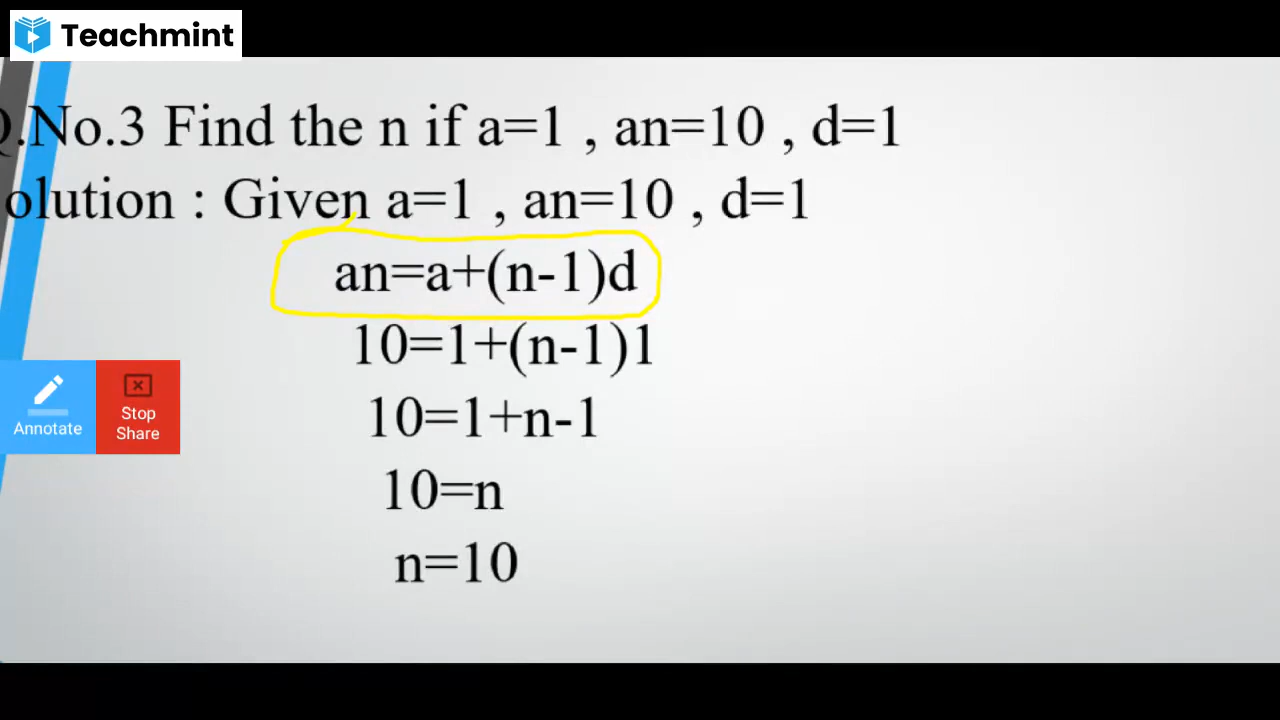 Teachmint
Q.No.3 Find the n if a=1 , an=10 , d=1
olution : Given a=1 , an=10 , d=1
an=a+(n-1)d
10=1+(n-1)1
10=1+n-1
10=n
n=10
Annotate
Stop
Share